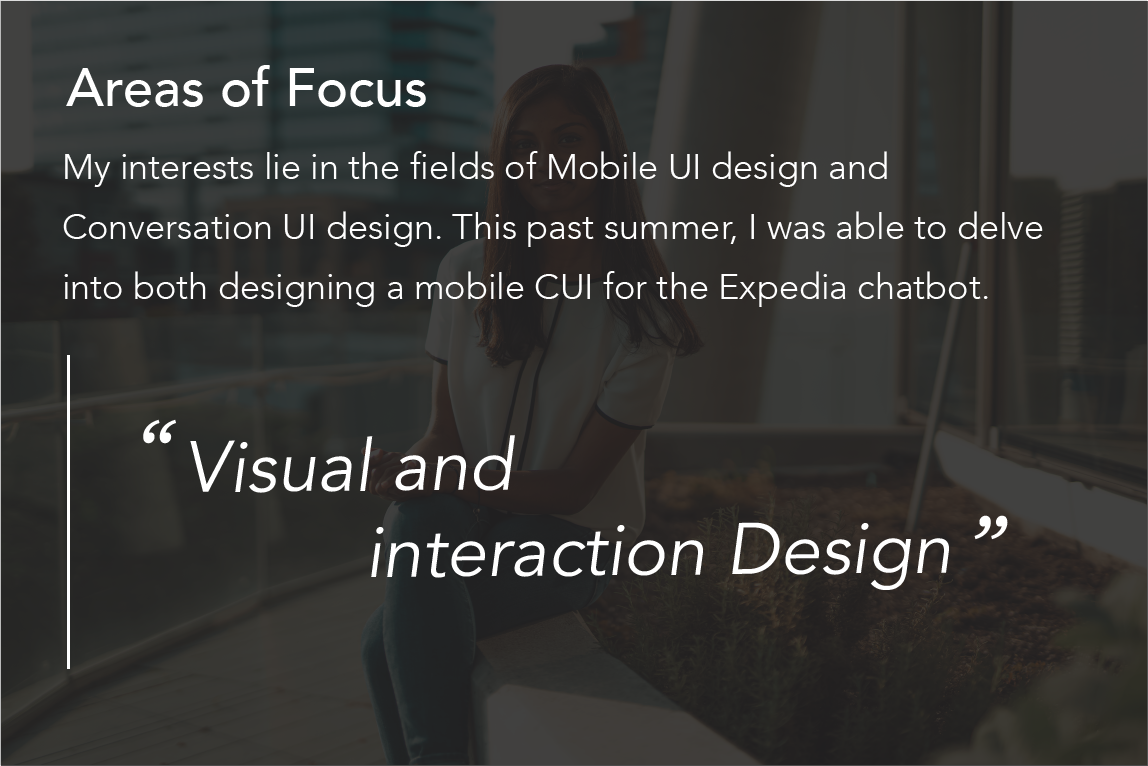 Areas of Focus
My interests lie in the fields of Mobile UI design and
Conversation UI design. This past summer, I was able to delve
into both designing a mobile CUI for the Expedia chatbot.
“ Visual and
interaction Design ”